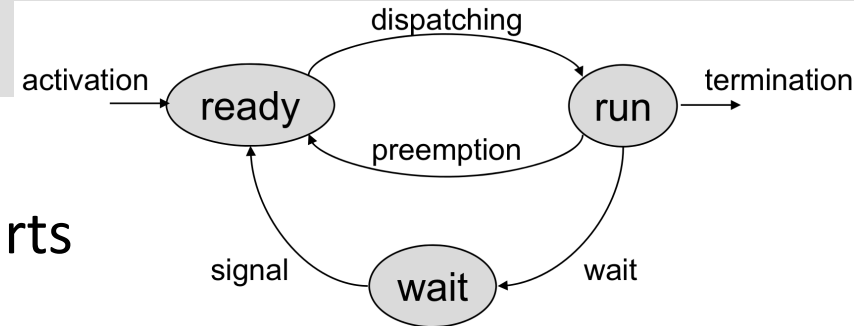 dispatching
activation
termination
ready
run
preemption
rts
signal
wait
wait